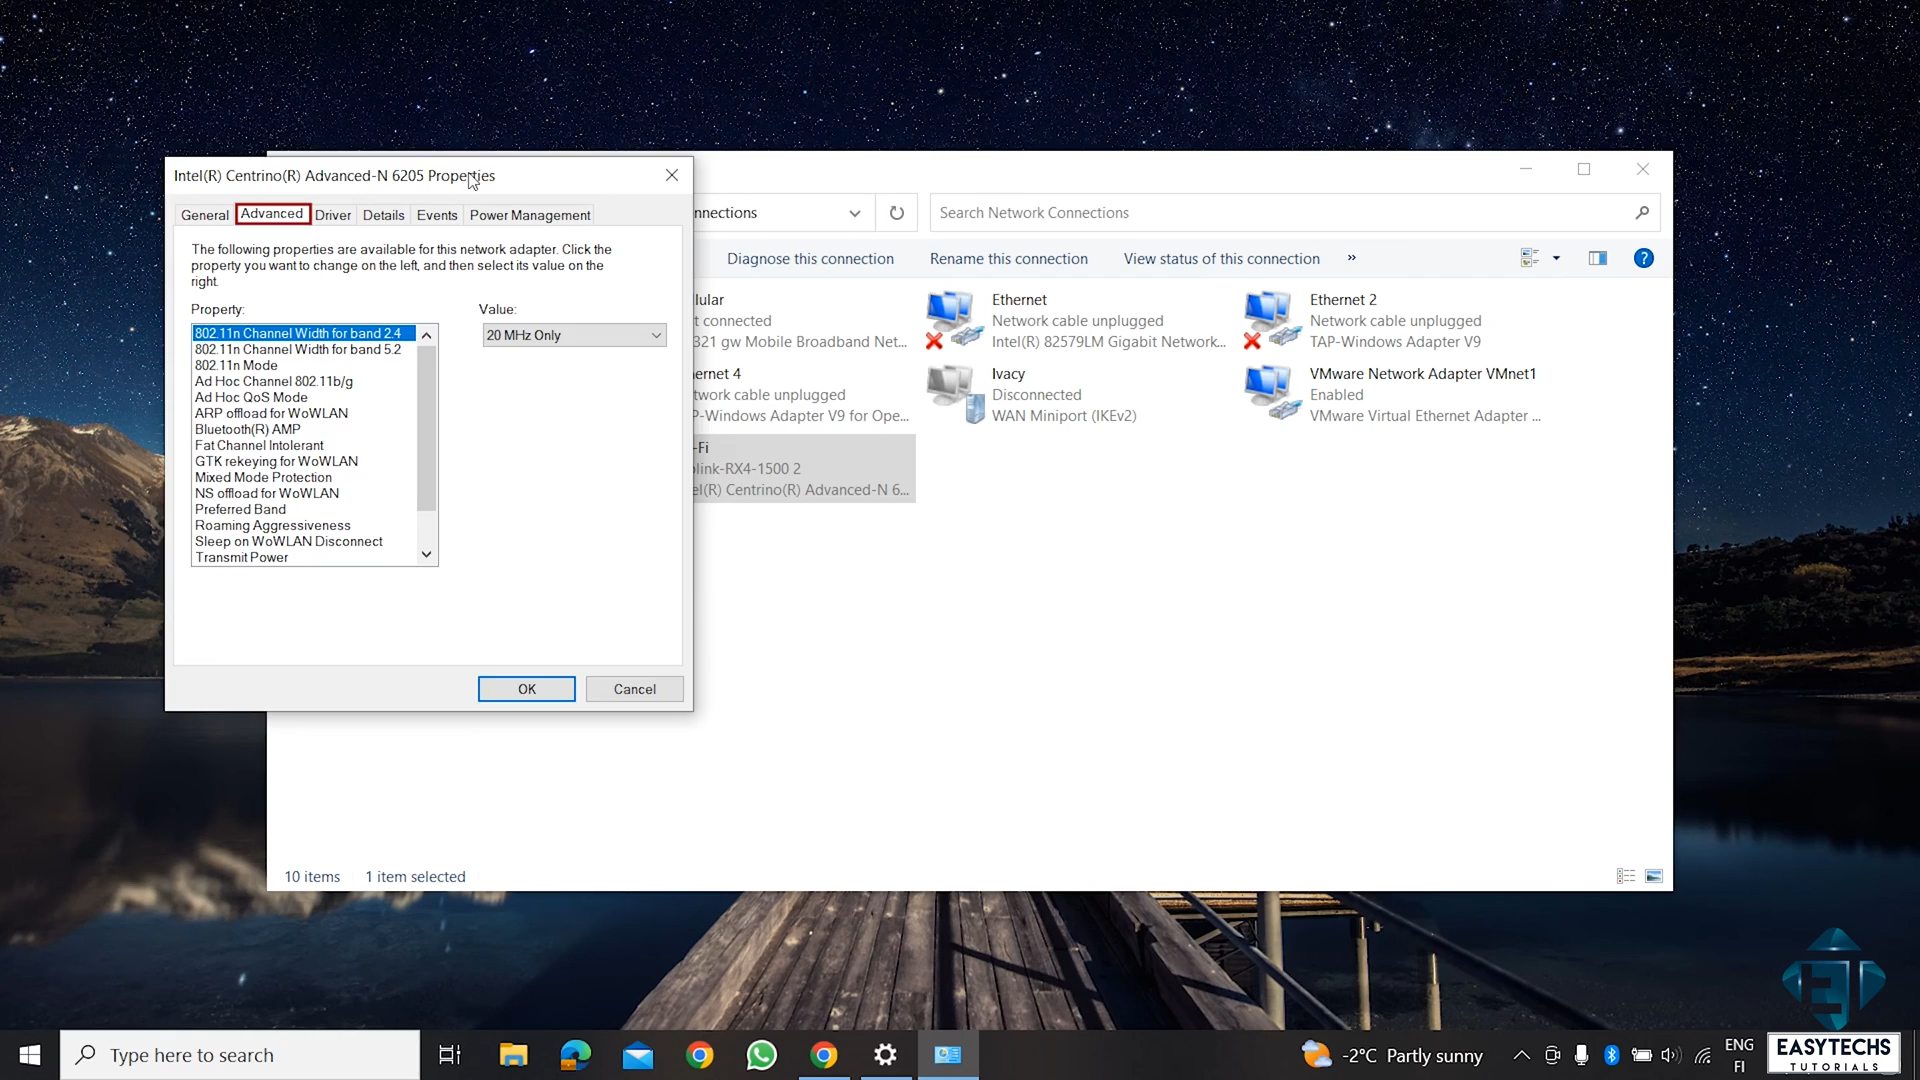 Intel(R) Centrino(R) Advanced-N 6205 Properties
General
Advanced
Driver
Details
Events
Power Management
The following properties are available for this network adapter. Click the
property you want to change on the left, and then select its value on the
right.
Property:
Value:
802.11n Channel Width for band 2.4
802.11n Channel Width for band 5.2
802.11n Mode
Ad Hoc Channel 802.11b/g
Ad Hoc QoS Mode
ARP offload for WoWLAN
Bluetooth(R) AMP
Fat Channel Intolerant
GTK rekeying for WoWLAN
Mixed Mode Protection
NS offload for WoWLAN
Preferred Band
Roaming Aggressiveness
Sleep on WoWLAN Disconnect
Transmit Power
20 MHz Only
OK
Cancel
nnections
Search Network Connections
Diagnose this connection
Rename this connection
View status of this connection
»
llular
t connected
321 gw Mobile Broadband Net...
Ethernet
Network cable unplugged
Intel(R) 82579LM Gigabit Network...
Ethernet 2
Network cable unplugged
TAP-Windows Adapter V9
ernet 4
twork cable unplugged
P-Windows Adapter V9 for Ope...
Ivacy
Disconnected
WAN Miniport (IKEv2)
VMware Network Adapter VMnet1
Enabled
VMware Virtual Ethernet Adapter ...
-Fi
link-RX4-1500 2
el(R) Centrino(R) Advanced-N 6...
10 items
1 item selected
Type here to search
-2°C Partly sunny
ENG
FI
EASYTECHS
TUTORIALS